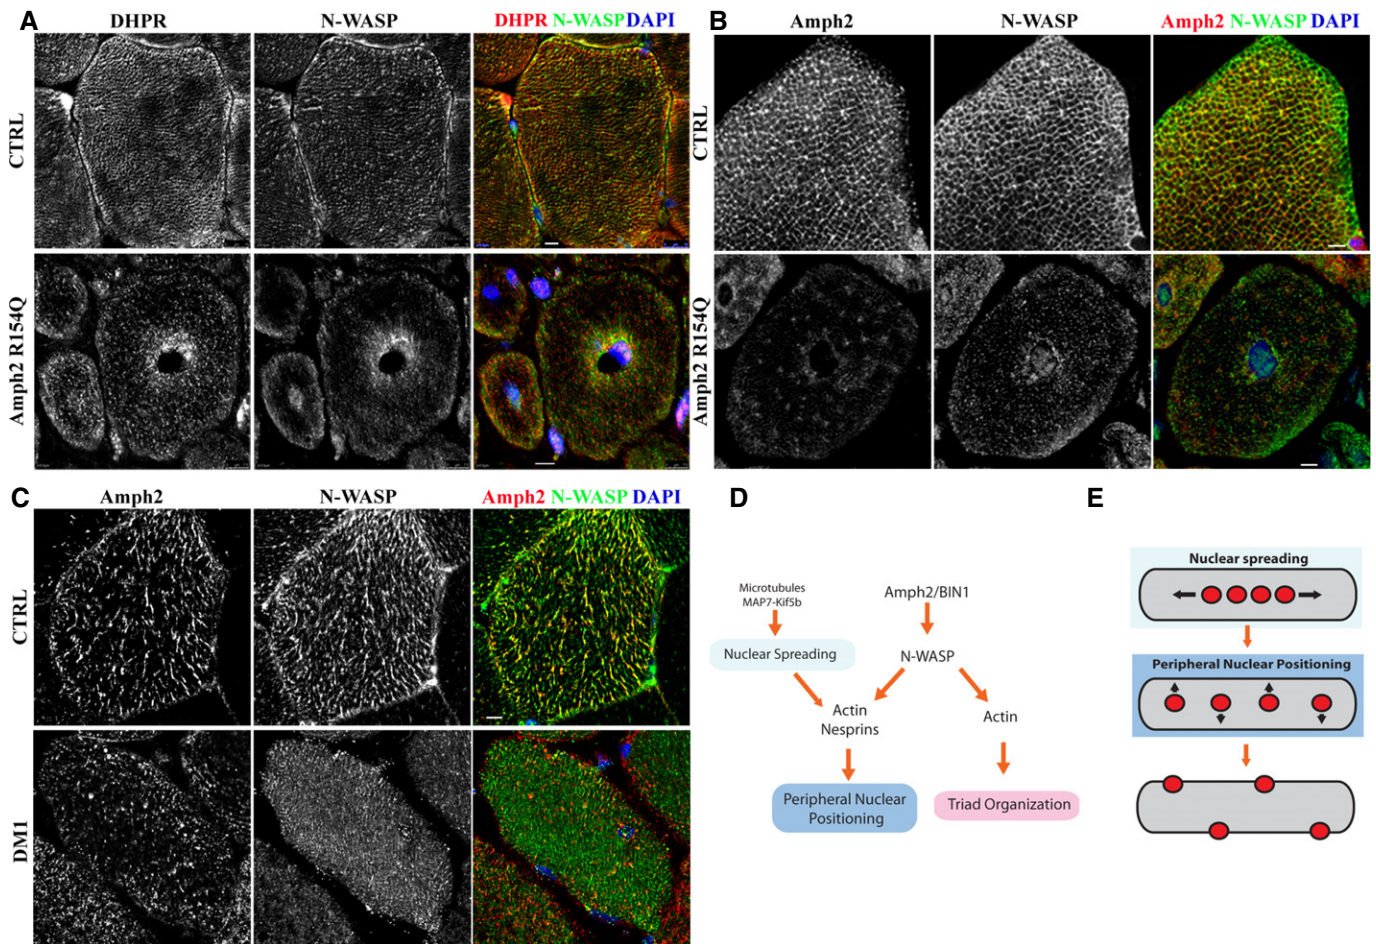 A
DHPR
N-WASP
DHPR N-WASP DAPI
CTRL
Amph2 R154Q
B
Amph2
N-WASP
Amph2 N-WASP DAPI
CTRL
Amph2 R154Q
C
Amph2
N-WASP
Amph2 N-WASP DAPI
CTRL
DM1
D
Microtubules
MAP7-Kif5b
Amph2/BIN1
Nuclear Spreading
N-WASP
Actin
Nesprins
Actin
Peripheral Nuclear
Positioning
Triad Organization
E
Nuclear spreading
Peripheral Nuclear Positioning